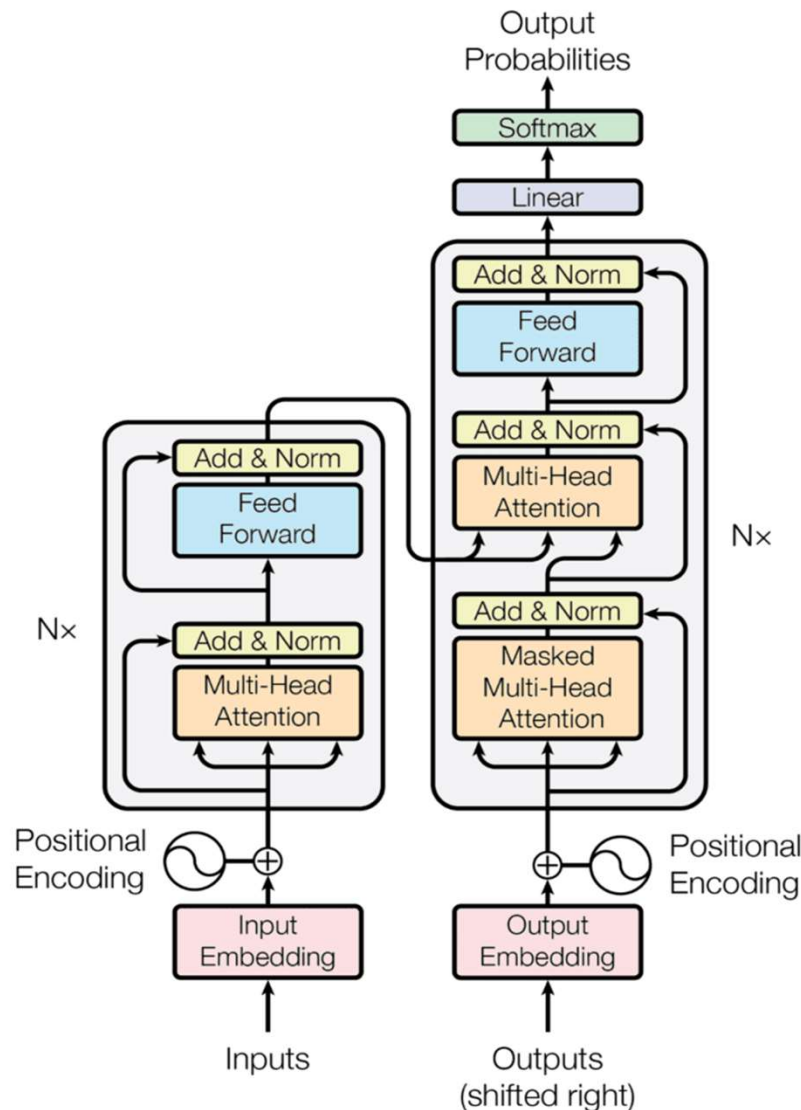 Output
Probabilities
Softmax
Linear
Add & Norm
Feed
Forward
Add & Norm
Multi-Head
Attention
N×
Add & Norm
Masked
Multi-Head
Attention
Add & Norm
Feed
Forward
N×
Add & Norm
Multi-Head
Attention
Positional
Encoding
Positional
Encoding
Input
Embedding
Output
Embedding
Inputs
Outputs
(shifted right)